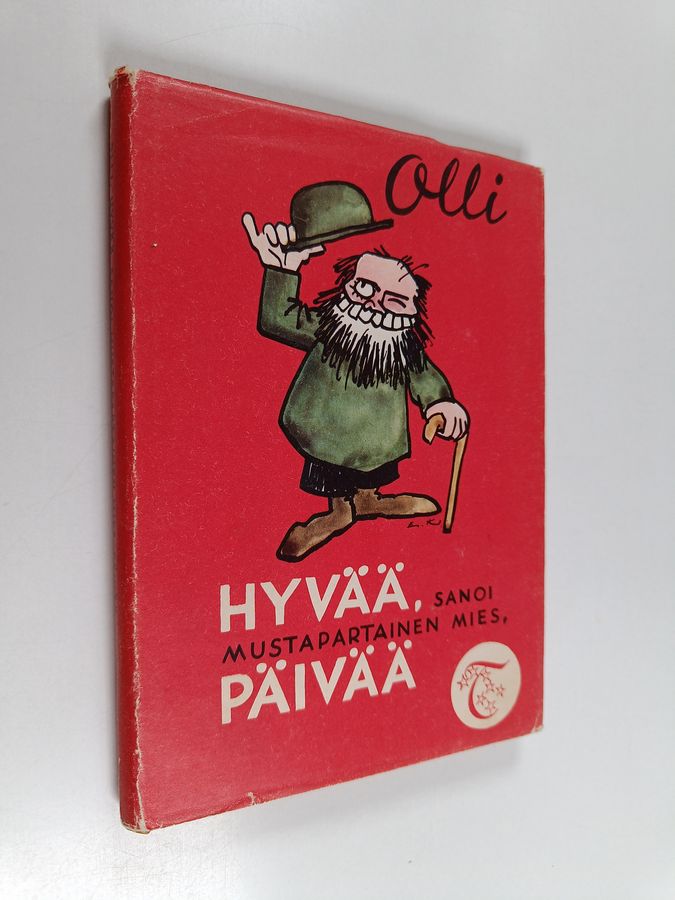 Olli
E.K
HYVÄÄ, SANOI
MUSTAPARTAINEN MIES,
PÄIVÄÄ
T